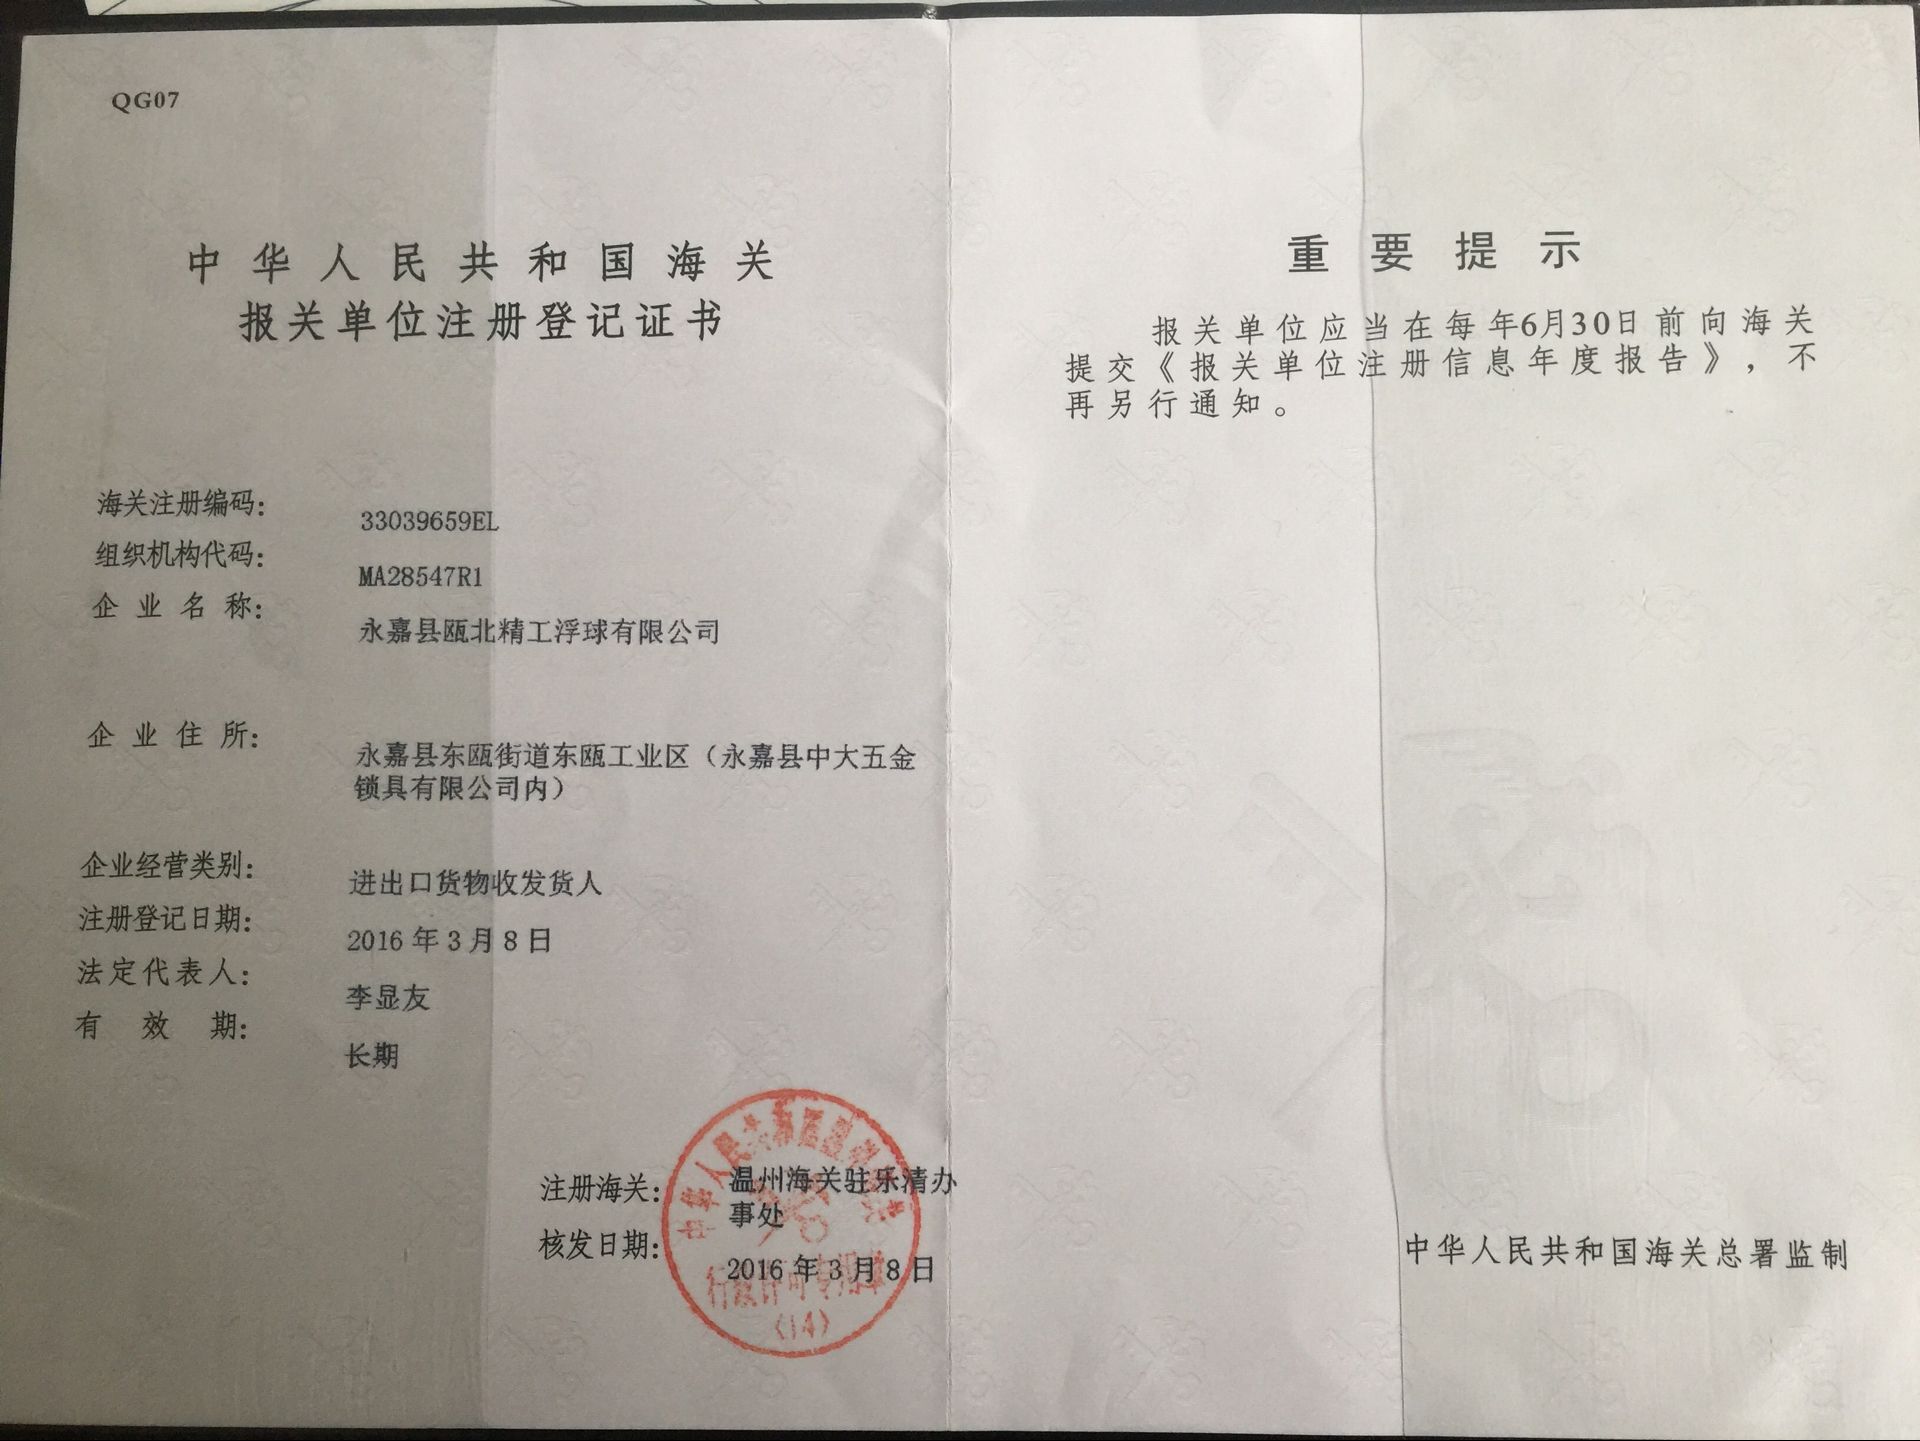 QG07
中华人民共和国海关
报关单位注册登记证书
海关注册编码：
33039659EL
组织机构代码：
MA28547R1
企业名称：
永嘉县瓯北精工浮球有限公司
企业住所：
永嘉县东瓯街道东瓯工业区（永嘉县中大五金
锁具有限公司内）
企业经营类别：
进出口货物收发货人
注册登记日期：
2016年3月8日
法定代表人：
李显友
有效期：
长期
注册海关：
温州海关驻乐清办
事处
核发日期：
2016年3月8日
行政许可专用章
(14)
重要提示
报关单位应当在每年6月30日前向海关
提交《报关单位注册信息年度报告》，不
再另行通知。
中华人民共和国海关总署监制